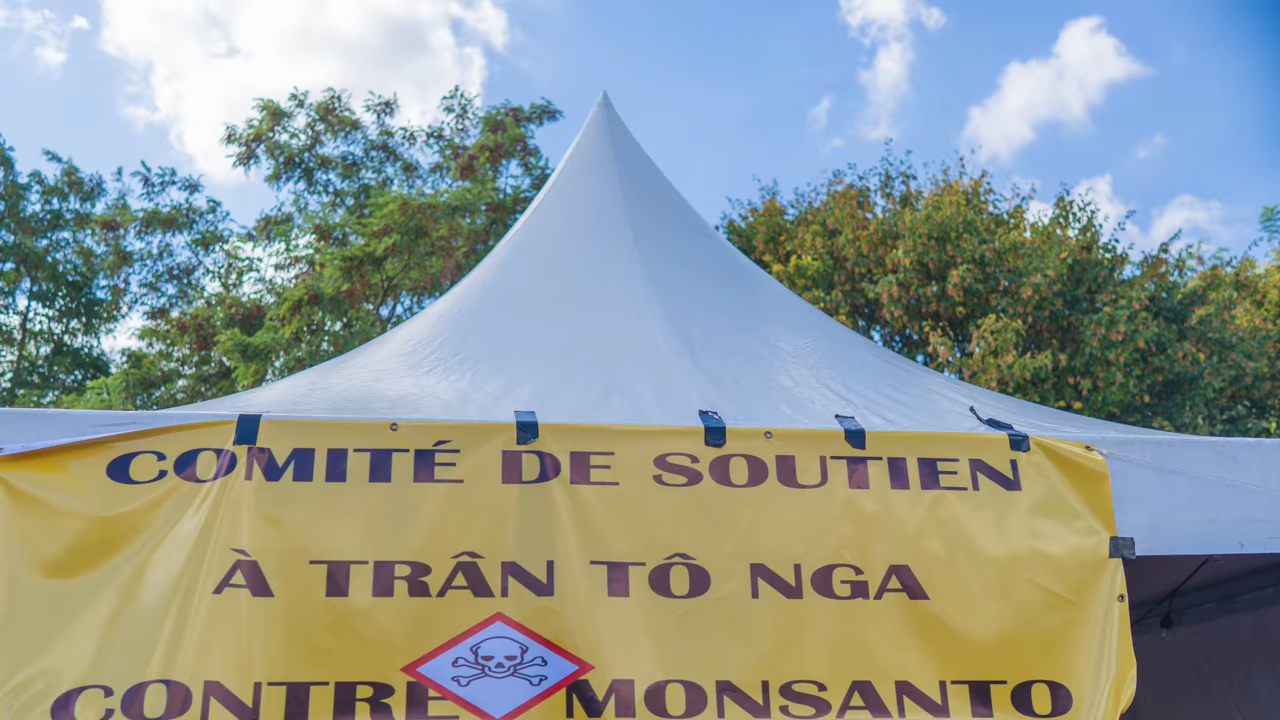 COMITÉ DE SOUTIEN
À TRÂN TÔ NGA
CONTRE MONSANTO